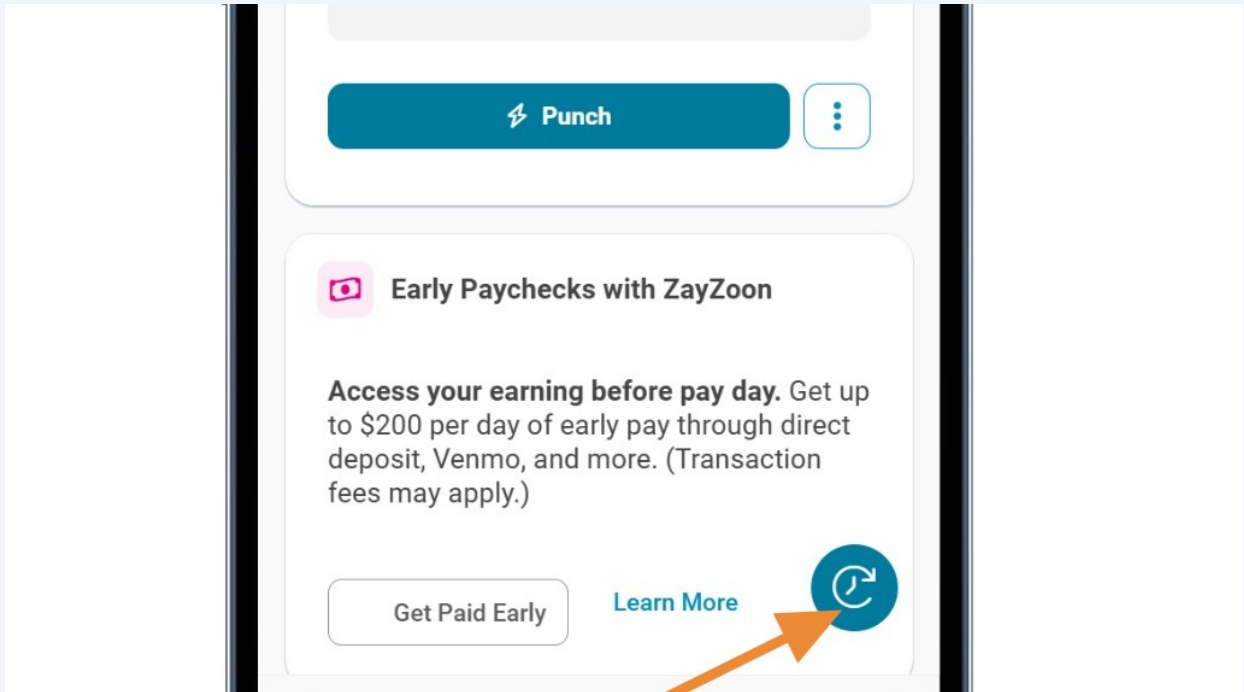 Punch
Early Paychecks with ZayZoon
Access your earning before pay day. Get up
to $200 per day of early pay through direct
deposit, Venmo, and more. (Transaction
fees may apply.)
Get Paid Early
Learn More